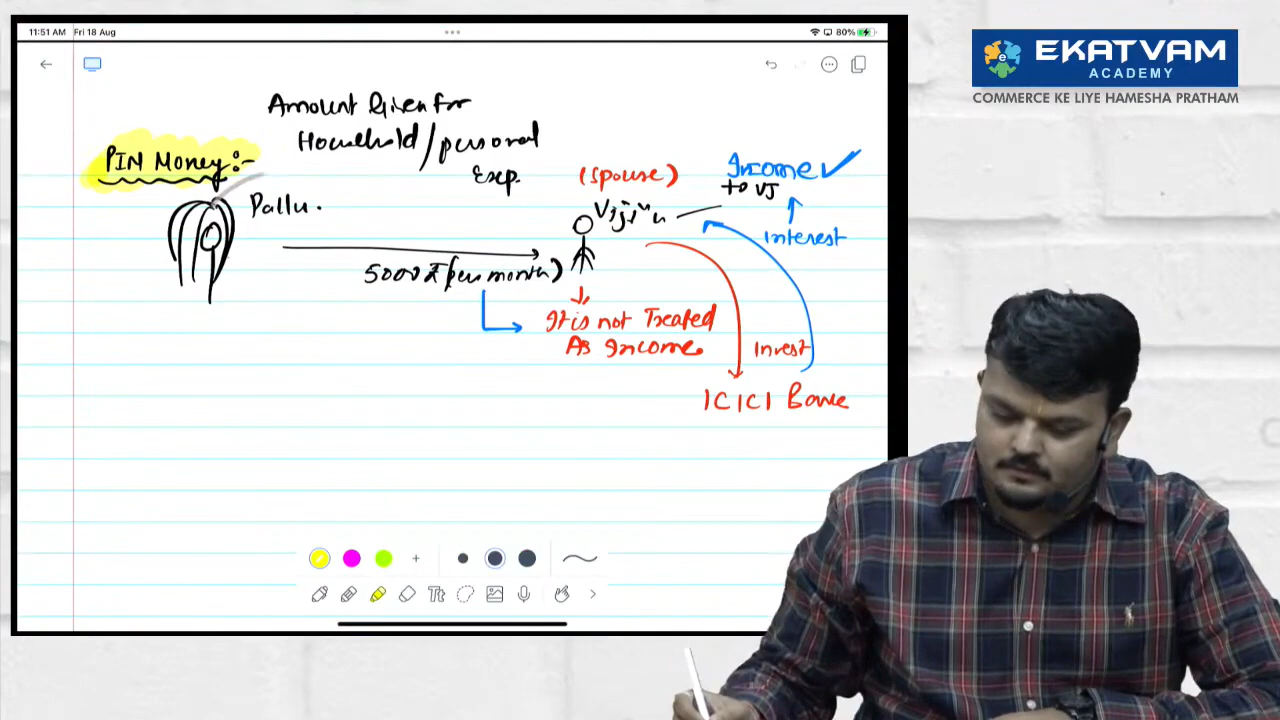 11:51 AM Fri 18 Aug
80%
EKATVAM
ACADEMY
COMMERCE KE LIYE HAMESHA PRATHAM
Amount Given for
Household/personal
Exp.
PIN Money:-
Pallu.
5000 ₹ (per month)
(Spouse)
Income ✓
to VJ
Interest
It is not Treated
As Income.
Invest
ICICI Bank
Tt